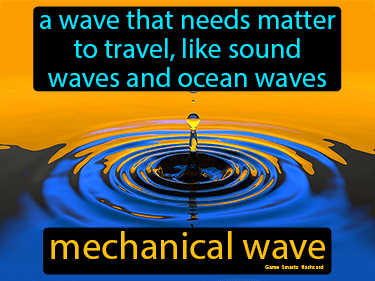 a wave that needs matter
to travel, like sound
waves and ocean waves
mechanical wave
Game Smartz flashcard